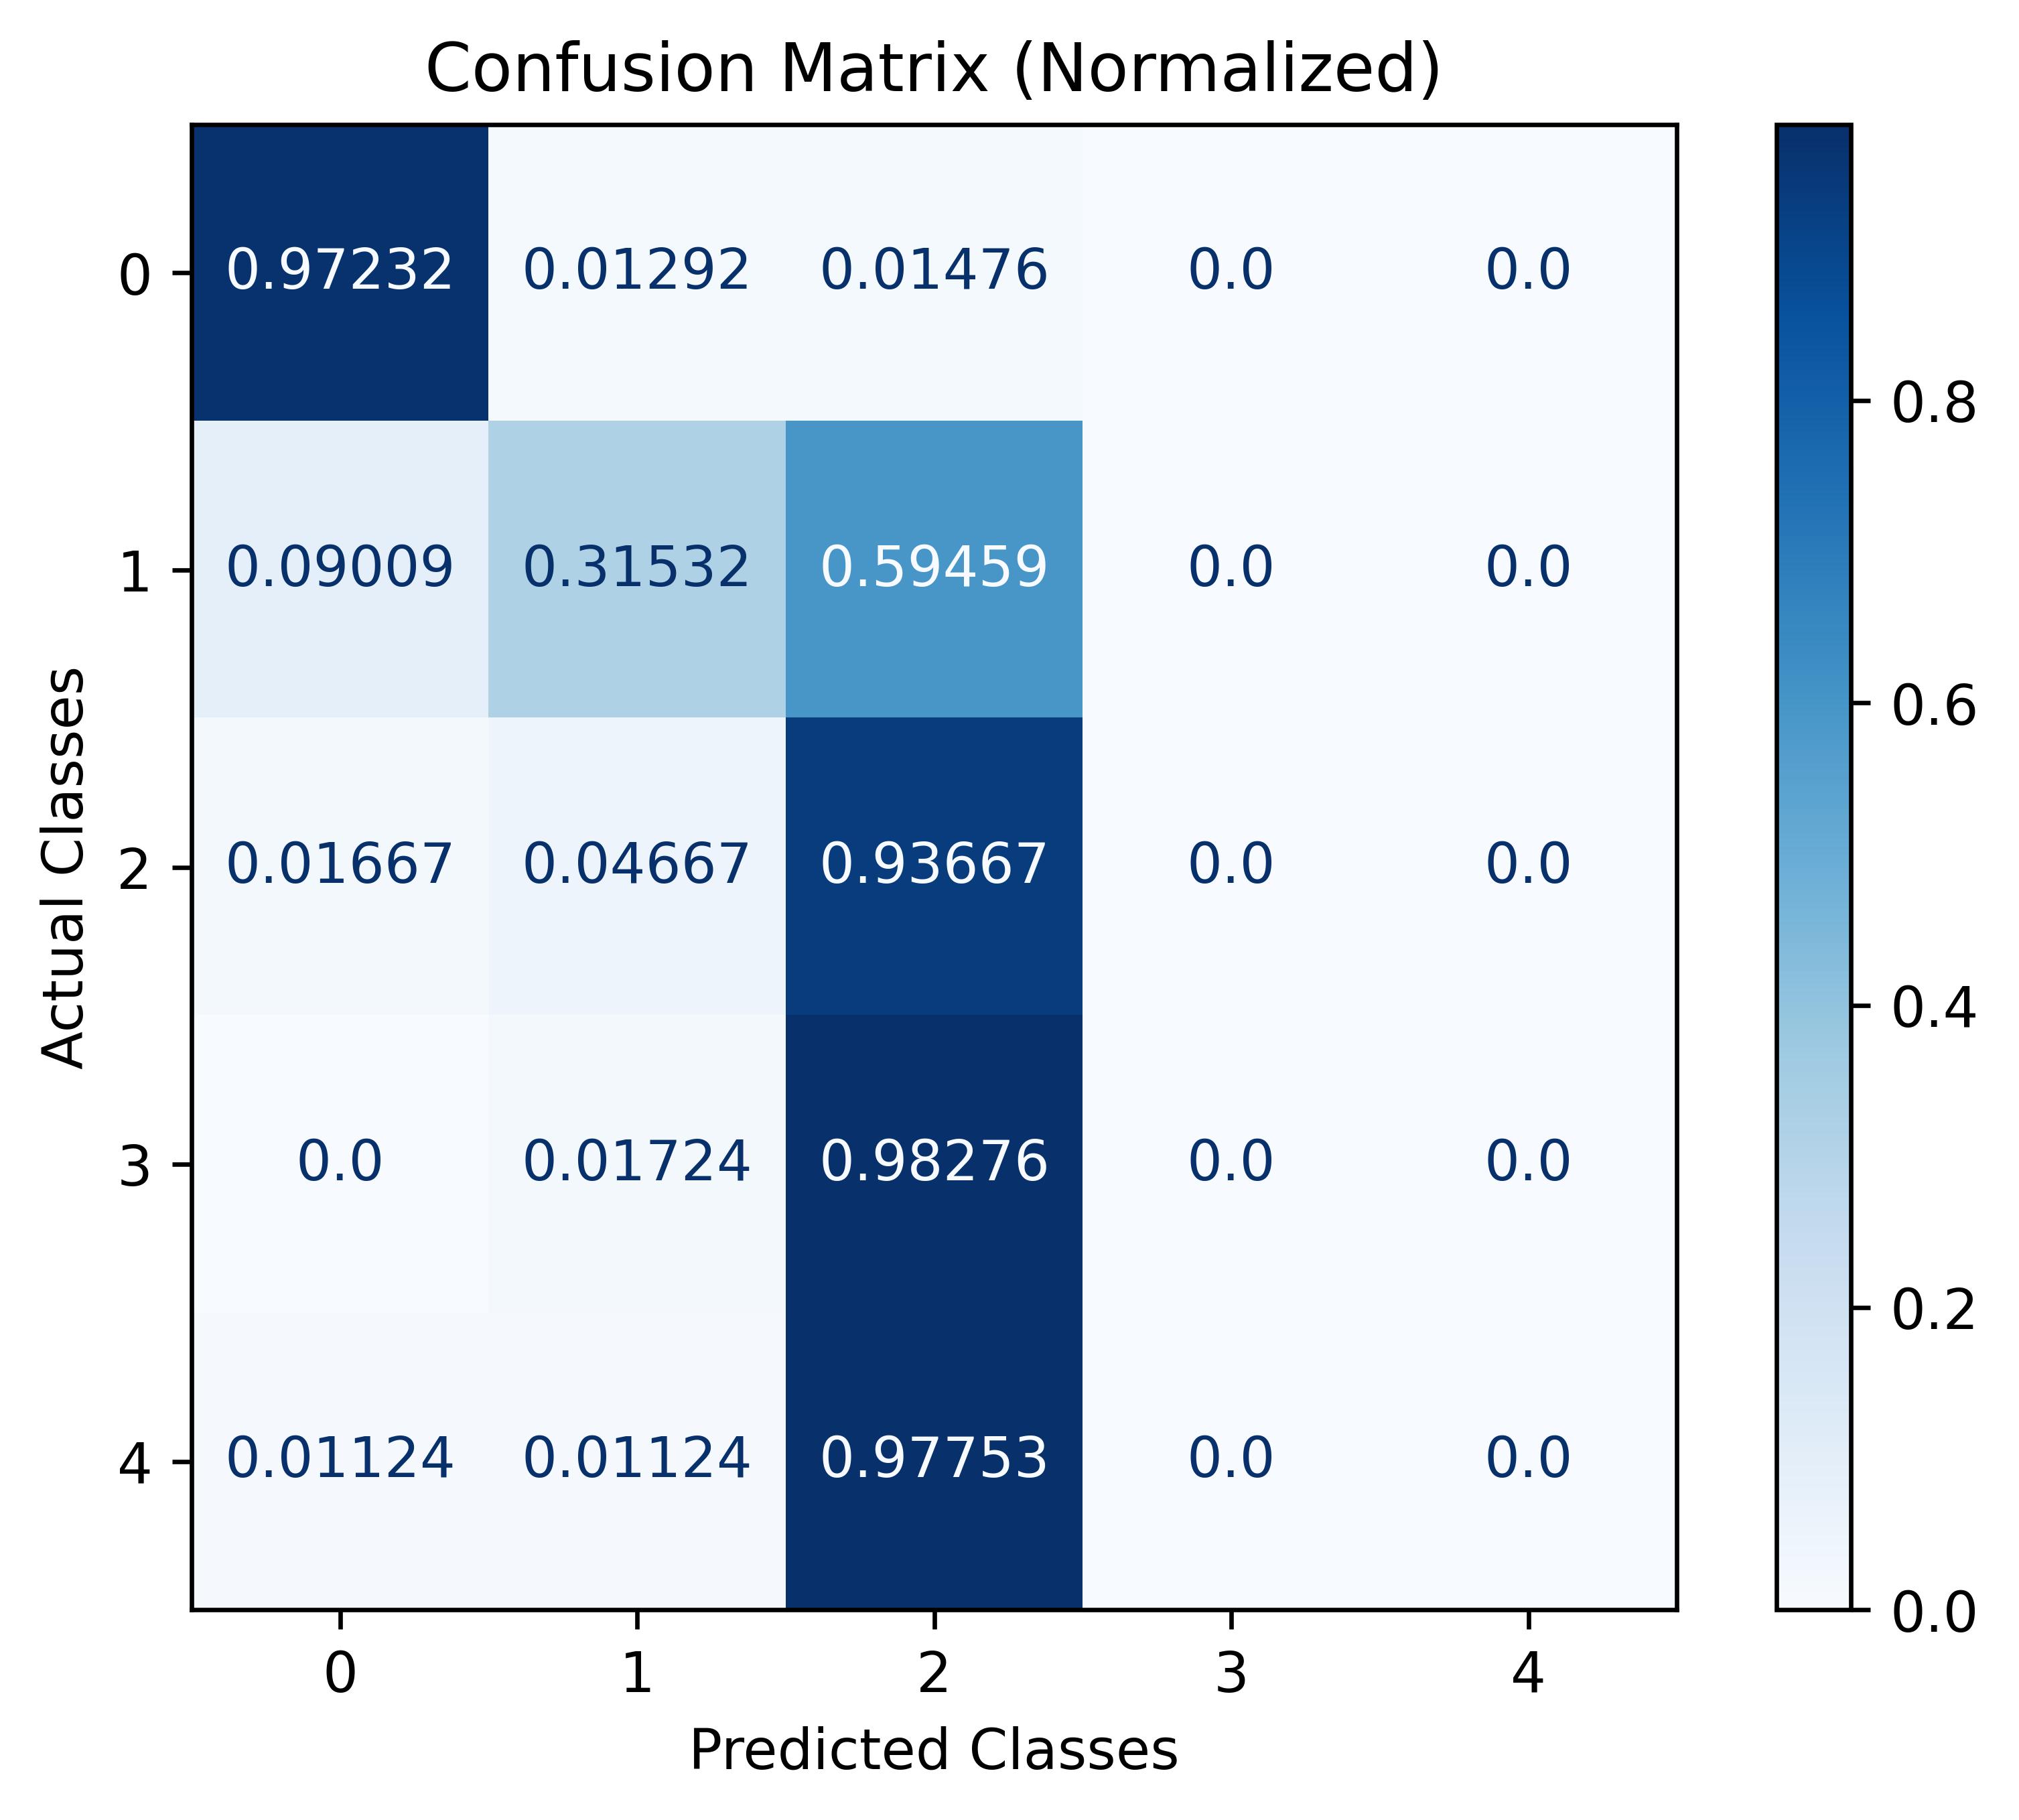 Confusion Matrix (Normalized)
0 0.97232 0.01292 0.01476 0.0 0.0
1 0.09009 0.31532 0.59459 0.0 0.0
2 0.01667 0.04667 0.93667 0.0 0.0
3 0.0 0.01724 0.98276 0.0 0.0
4 0.01124 0.01124 0.97753 0.0 0.0
0 1 2 3 4
Predicted Classes
Actual Classes
0.8
0.6
0.4
0.2
0.0